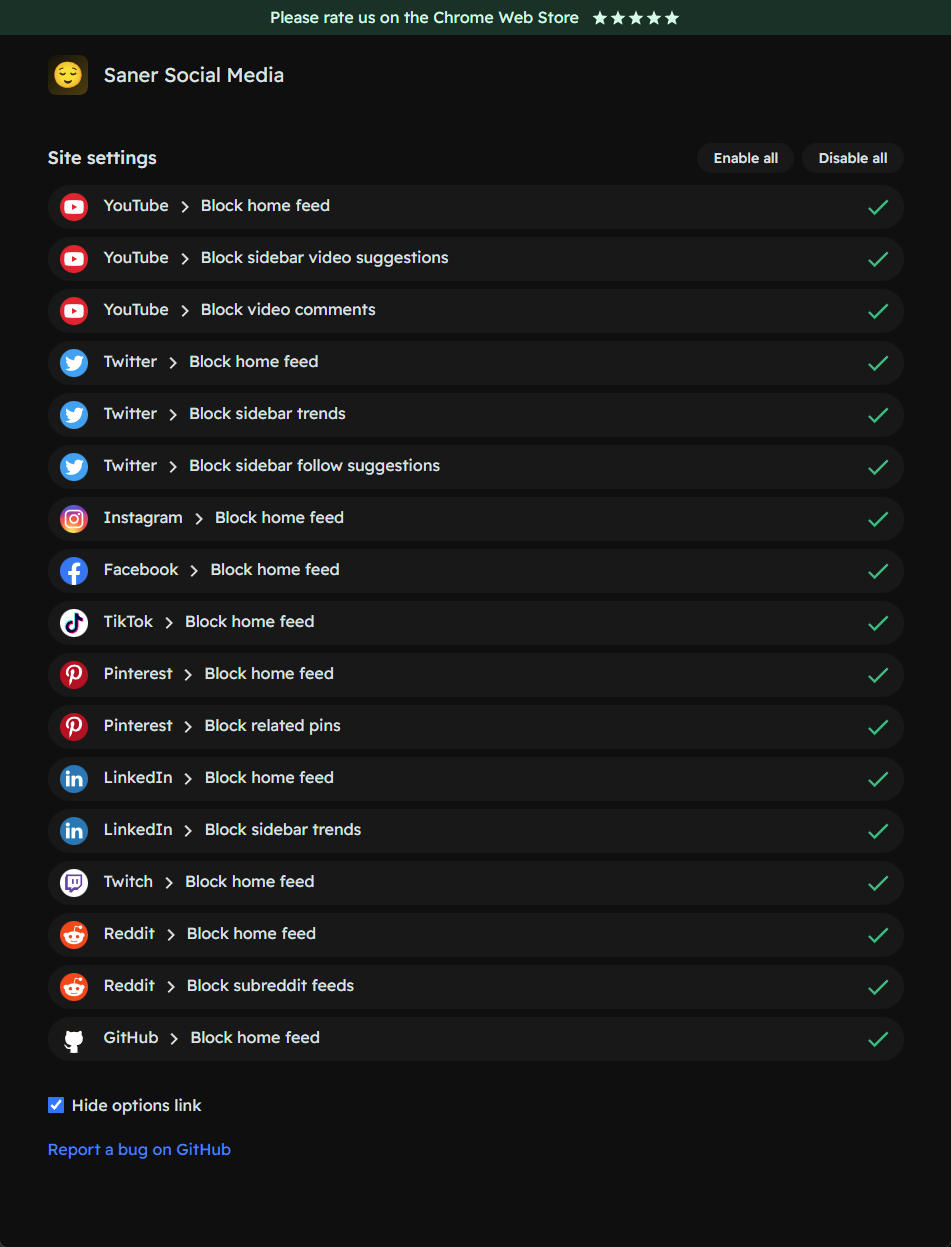 Please rate us on the Chrome Web Store ★★★★★
Saner Social Media
Site settings Enable all Disable all
YouTube > Block home feed
YouTube > Block sidebar video suggestions
YouTube > Block video comments
Twitter > Block home feed
Twitter > Block sidebar trends
Twitter > Block sidebar follow suggestions
Instagram > Block home feed
Facebook > Block home feed
TikTok > Block home feed
Pinterest > Block home feed
Pinterest > Block related pins
LinkedIn > Block home feed
LinkedIn > Block sidebar trends
Twitch > Block home feed
Reddit > Block home feed
Reddit > Block subreddit feeds
GitHub > Block home feed
Hide options link
Report a bug on GitHub